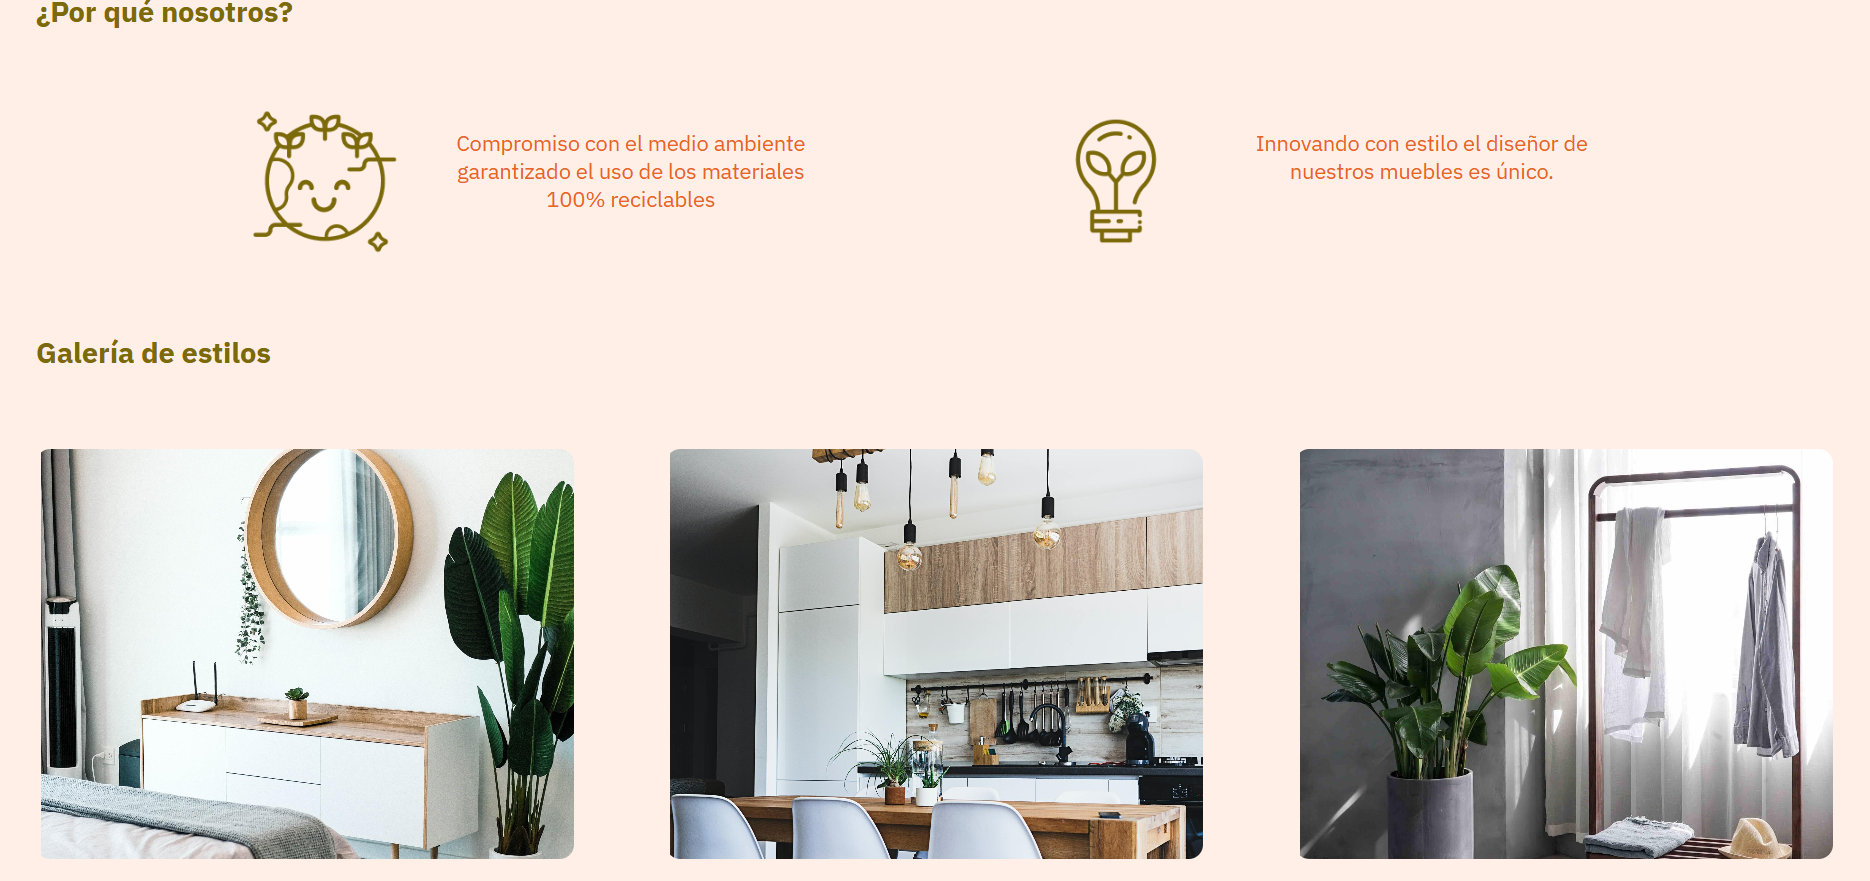 ¿Por qué nosotros?
Compromiso con el medio ambiente
garantizado el uso de los materiales
100% reciclables
Innovando con estilo el diseñor de
nuestros muebles es único.
Galería de estilos